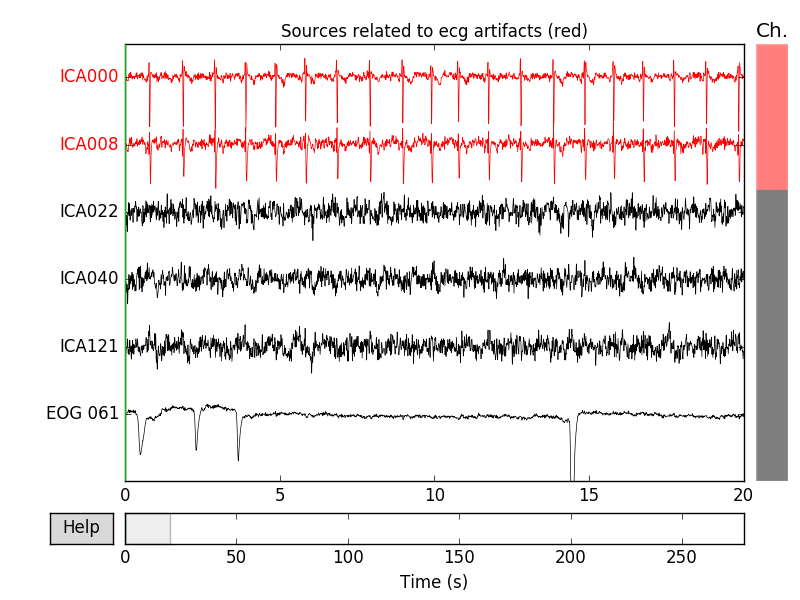 Sources related to ecg artifacts (red)
Ch.
ICA000
ICA008
ICA022
ICA040
ICA121
EOG 061
0 5 10 15 20
Help
0 50 100 150 200 250
Time (s)